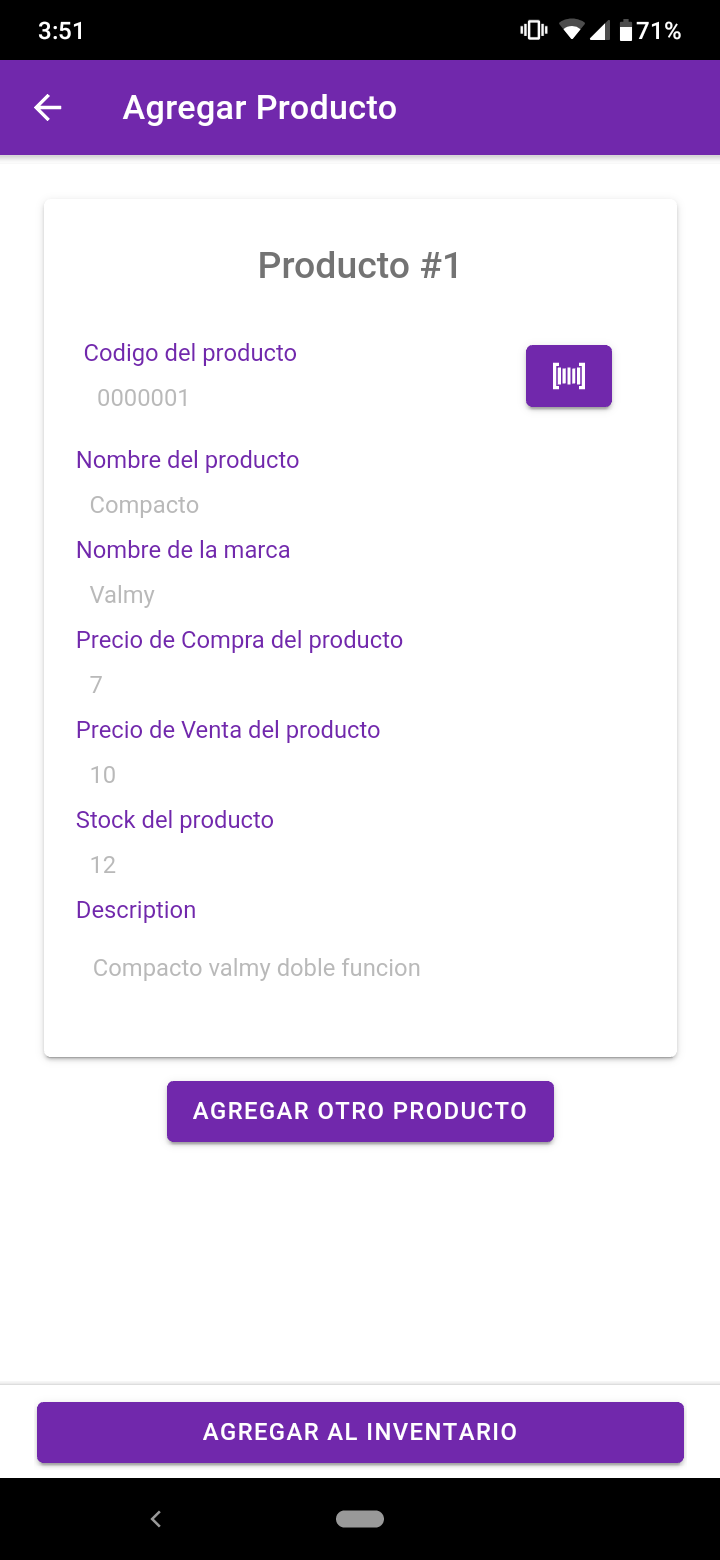 3:51
71%
Agregar Producto
Producto #1
Codigo del producto
0000001
Nombre del producto
Compacto
Nombre de la marca
Valmy
Precio de Compra del producto
7
Precio de Venta del producto
10
Stock del producto
12
Description
Compacto valmy doble funcion
AGREGAR OTRO PRODUCTO
AGREGAR AL INVENTARIO